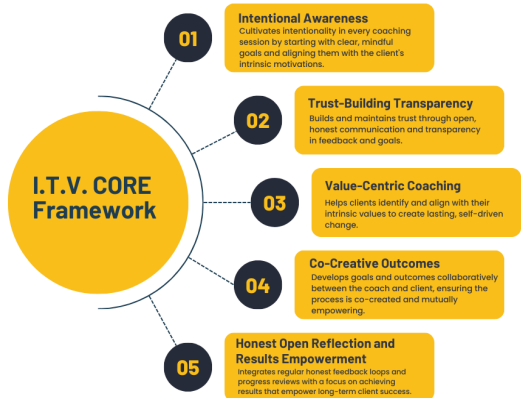 I.T.V. CORE
Framework
01
Intentional Awareness
Cultivates intentionality in every coaching
session by starting with clear, mindful
goals and aligning them with the client's
intrinsic motivations.
02
Trust-Building Transparency
Builds and maintains trust through open,
honest communication and transparency
in feedback and goals.
03
Value-Centric Coaching
Helps clients identify and align with their
intrinsic values to create lasting, self-driven
change.
04
Co-Creative Outcomes
Develops goals and outcomes collaboratively
between the coach and client, ensuring the
process is co-created and mutually
empowering.
05
Honest Open Reflection and
Results Empowerment
Integrates regular honest feedback loops and
progress reviews with a focus on achieving
results that empower long-term client success.